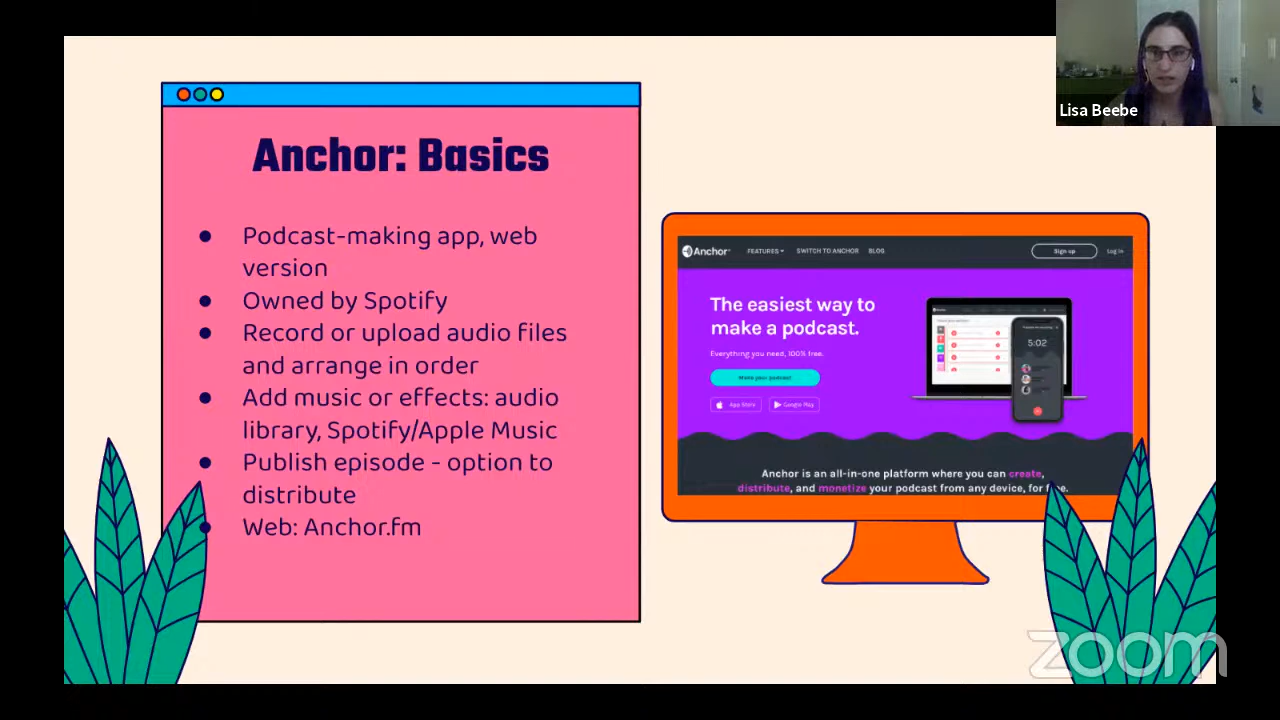 Lisa Beebe
Anchor: Basics
Podcast-making app, web
version
Owned by Spotify
Record or upload audio files
and arrange in order
Add music or effects: audio
library, Spotify/Apple Music
Publish episode - option to
distribute
Web: Anchor.fm
Anchor
FEATURES
SWITCH TO ANCHOR
BLOG
Sign up
Log in
The easiest way to
make a podcast.
Everything you need, 100% free.
Make your podcast
App Store
Google Play
5:02
Anchor is an all-in-one platform where you can create,
distribute, and monetize your podcast from any device, for free.
zoom